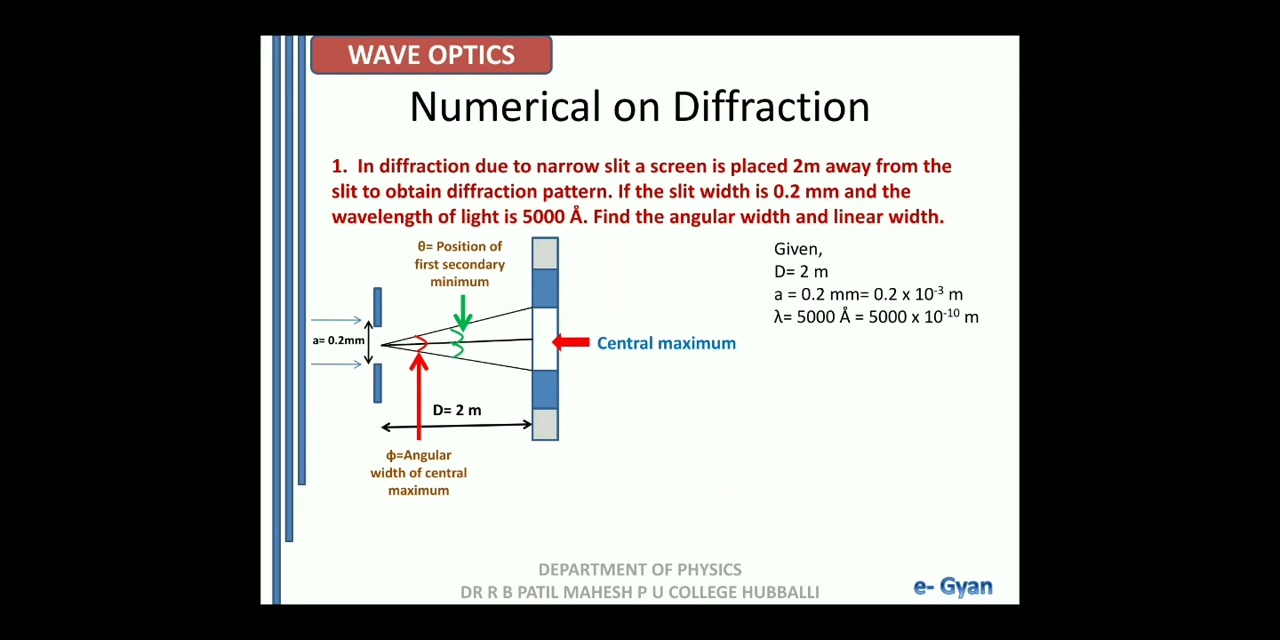 WAVE OPTICS
Numerical on Diffraction
1. In diffraction due to narrow slit a screen is placed 2m away from the
slit to obtain diffraction pattern. If the slit width is 0.2 mm and the
wavelength of light is 5000 Å. Find the angular width and linear width.
θ= Position of
first secondary
minimum
Given,
D= 2 m
a = 0.2 mm= 0.2 x 10⁻³ m
λ= 5000 Å = 5000 x 10⁻¹⁰ m
a= 0.2mm
Central maximum
D= 2 m
ϕ=Angular
width of central
maximum
DEPARTMENT OF PHYSICS
DR R B PATIL MAHESH P U COLLEGE HUBBALLI
e- Gyan